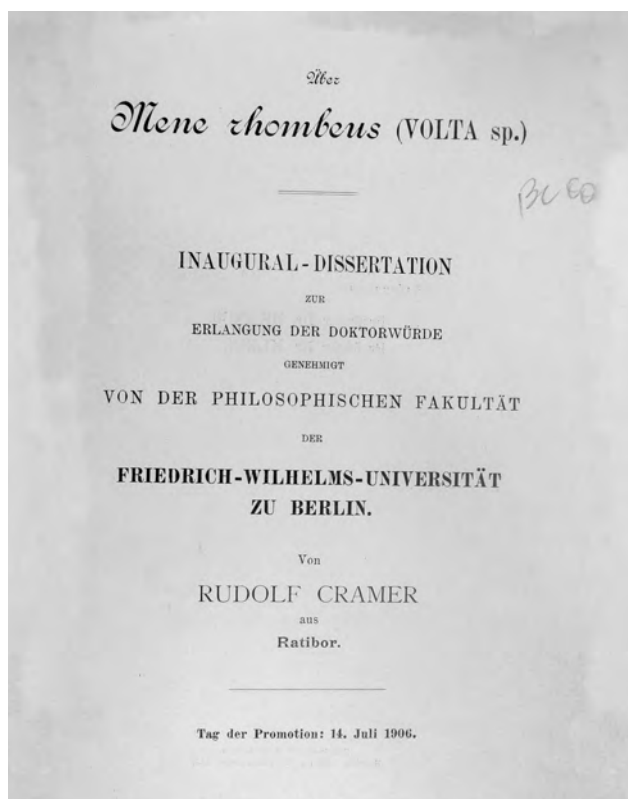 Über
Mene rhombeus (VOLTA sp.)
INAUGURAL-DISSERTATION
ZUR
ERLANGUNG DER DOKTORWÜRDE
GENEHMIGT
VON DER PHILOSOPHISCHEN FAKULTÄT
DER
FRIEDRICH-WILHELMS-UNIVERSITÄT
ZU BERLIN.
Von
RUDOLF CRAMER
aus
Ratibor.
Tag der Promotion: 14. Juli 1906.